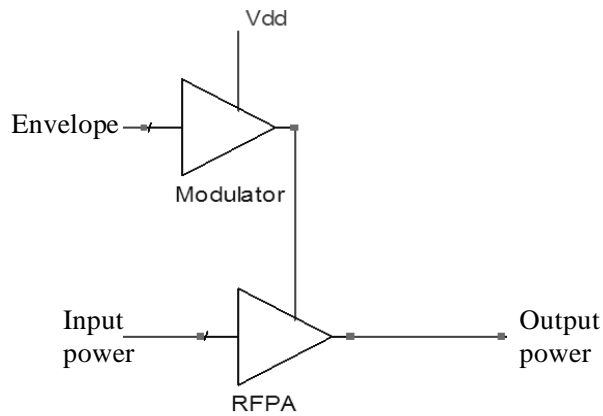 Vdd
Envelope
Modulator
Input
power
Output
power
RFPA